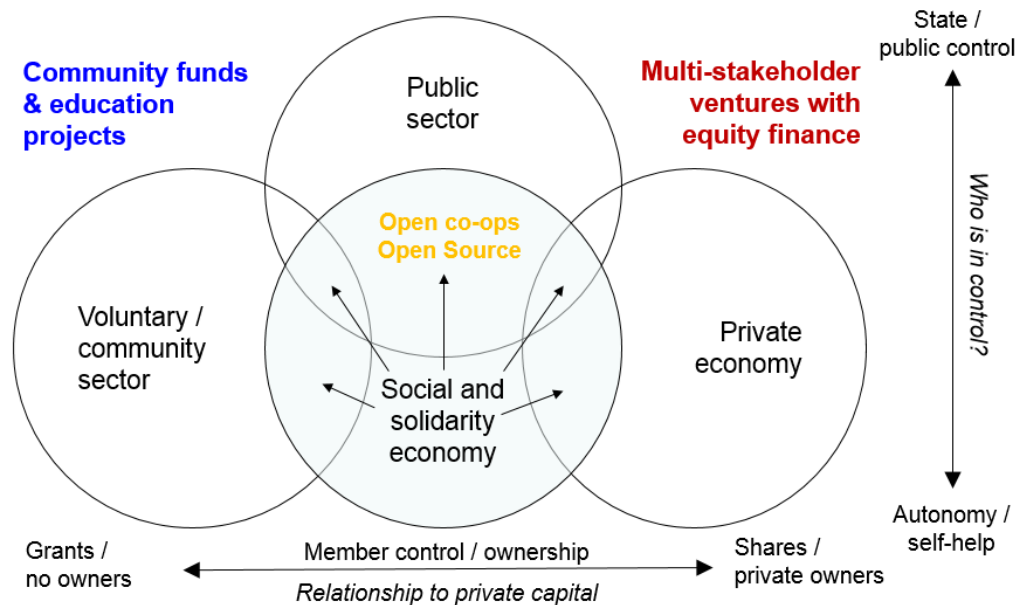 State /
public control
Community funds
& education
projects
Public
sector
Multi-stakeholder
ventures with
equity finance
Open co-ops
Open Source
Who is in control?
Voluntary /
community
sector
Private
economy
Social and
solidarity
economy
Autonomy /
self-help
Grants /
no owners
Member control / ownership
Relationship to private capital
Shares /
private owners